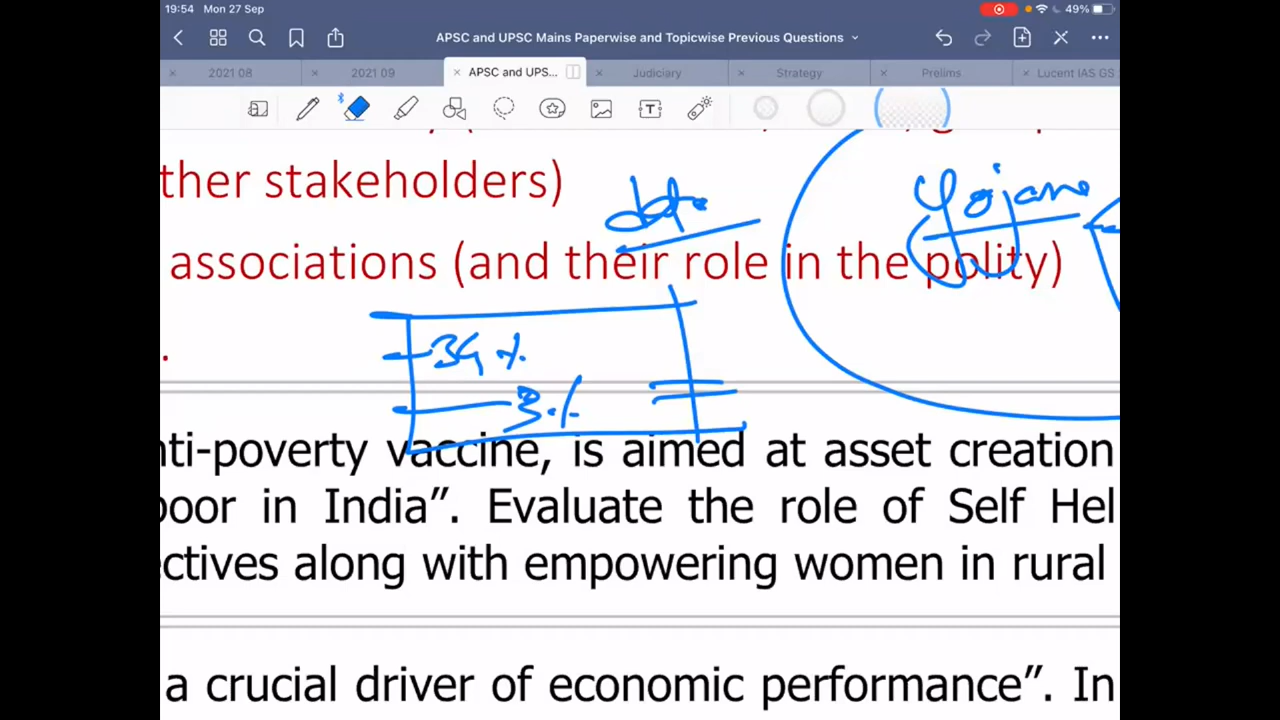 19:54 Mon 27 Sep
49%
APSC and UPSC Mains Paperwise and Topicwise Previous Questions
2021 08
2021 09
APSC and UPS...
Judiciary
Strategy
Prelims
Lucent IAS GS
ther stakeholders)
data
Yojana
associations (and their role in the polity)
34%
3%
nti-poverty vaccine, is aimed at asset creation
poor in India”. Evaluate the role of Self Hel
ectives along with empowering women in rural
a crucial driver of economic performance”. In